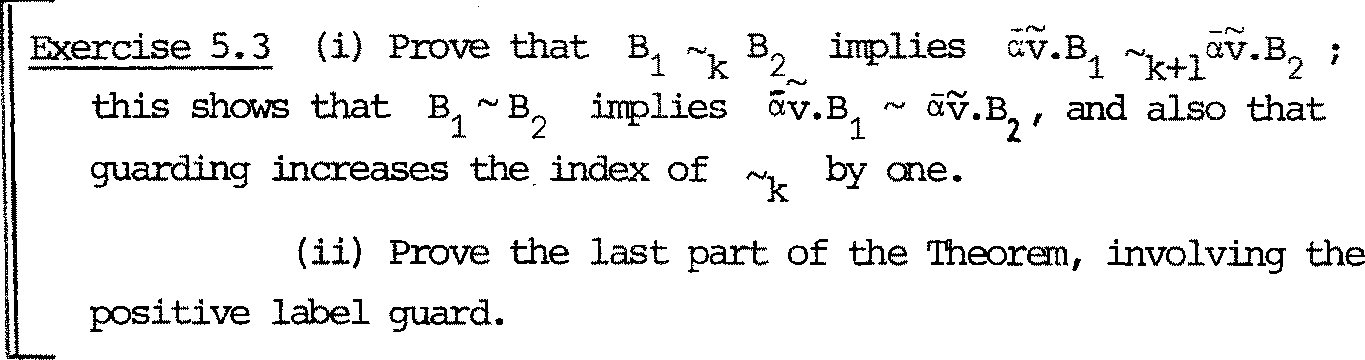 Exercise 5.3 (i) Prove that B₁ ~ₖ B₂ implies ᾱṽ.B₁ ~ₖ₊₁ ᾱṽ.B₂ ;
this shows that B₁ ~ B₂ implies ᾱṽ.B₁ ~ ᾱṽ.B₂, and also that
guarding increases the index of ~ₖ by one.
(ii) Prove the last part of the Theorem, involving the
positive label guard.